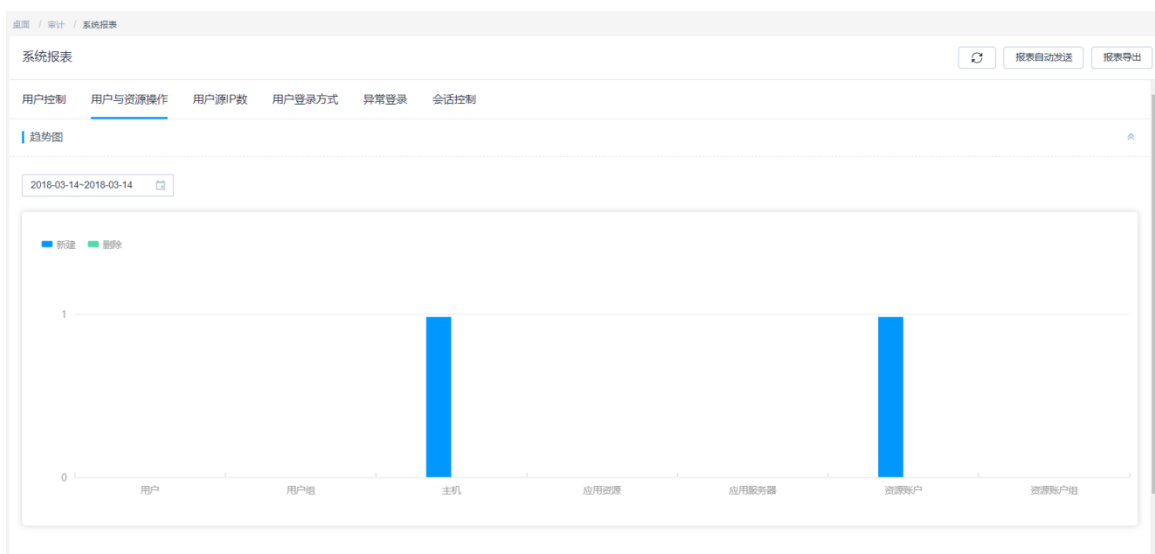 桌面 / 审计 / 系统报表
系统报表
报表自动发送 报表导出
用户控制 用户与资源操作 用户源IP数 用户登录方式 异常登录 会话控制
趋势图
2018-03-14~2018-03-14
新建 删除
1
0
用户 用户组 主机 应用资源 应用服务器 资源账户 资源账户组